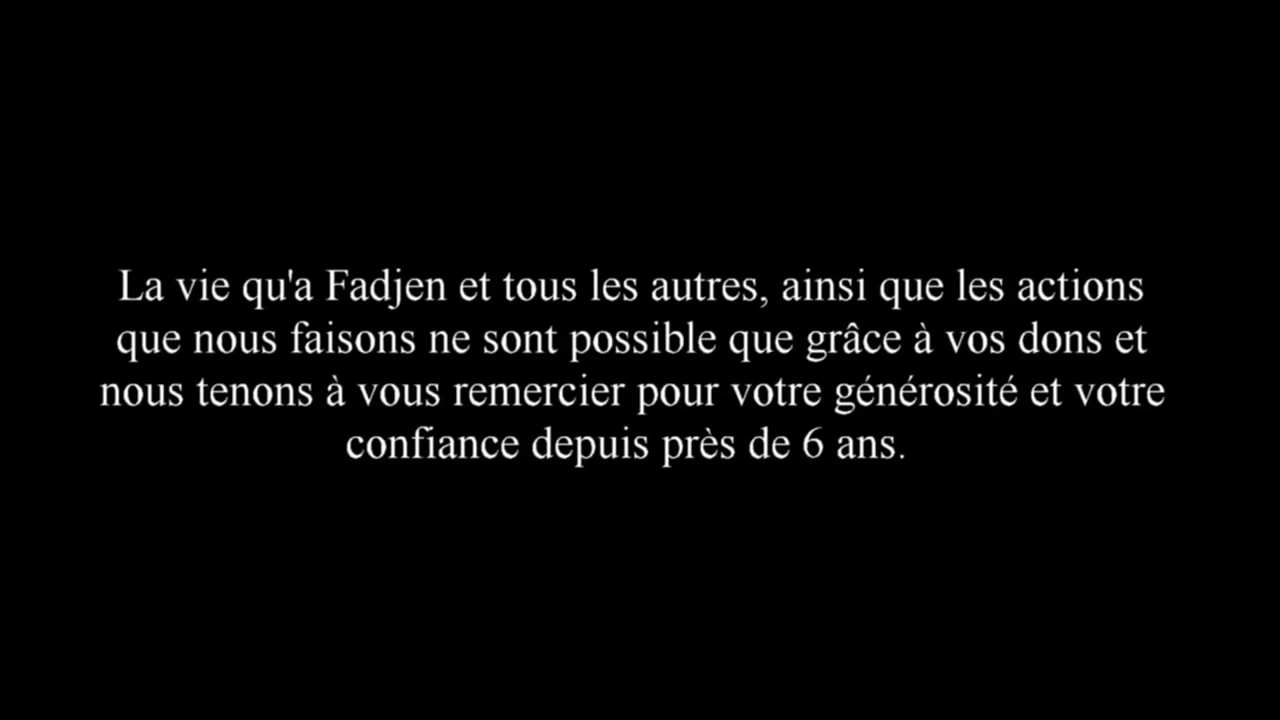 La vie qu'a Fadjen et tous les autres, ainsi que les actions
que nous faisons ne sont possible que grâce à vos dons et
nous tenons à vous remercier pour votre générosité et votre
confiance depuis près de 6 ans.